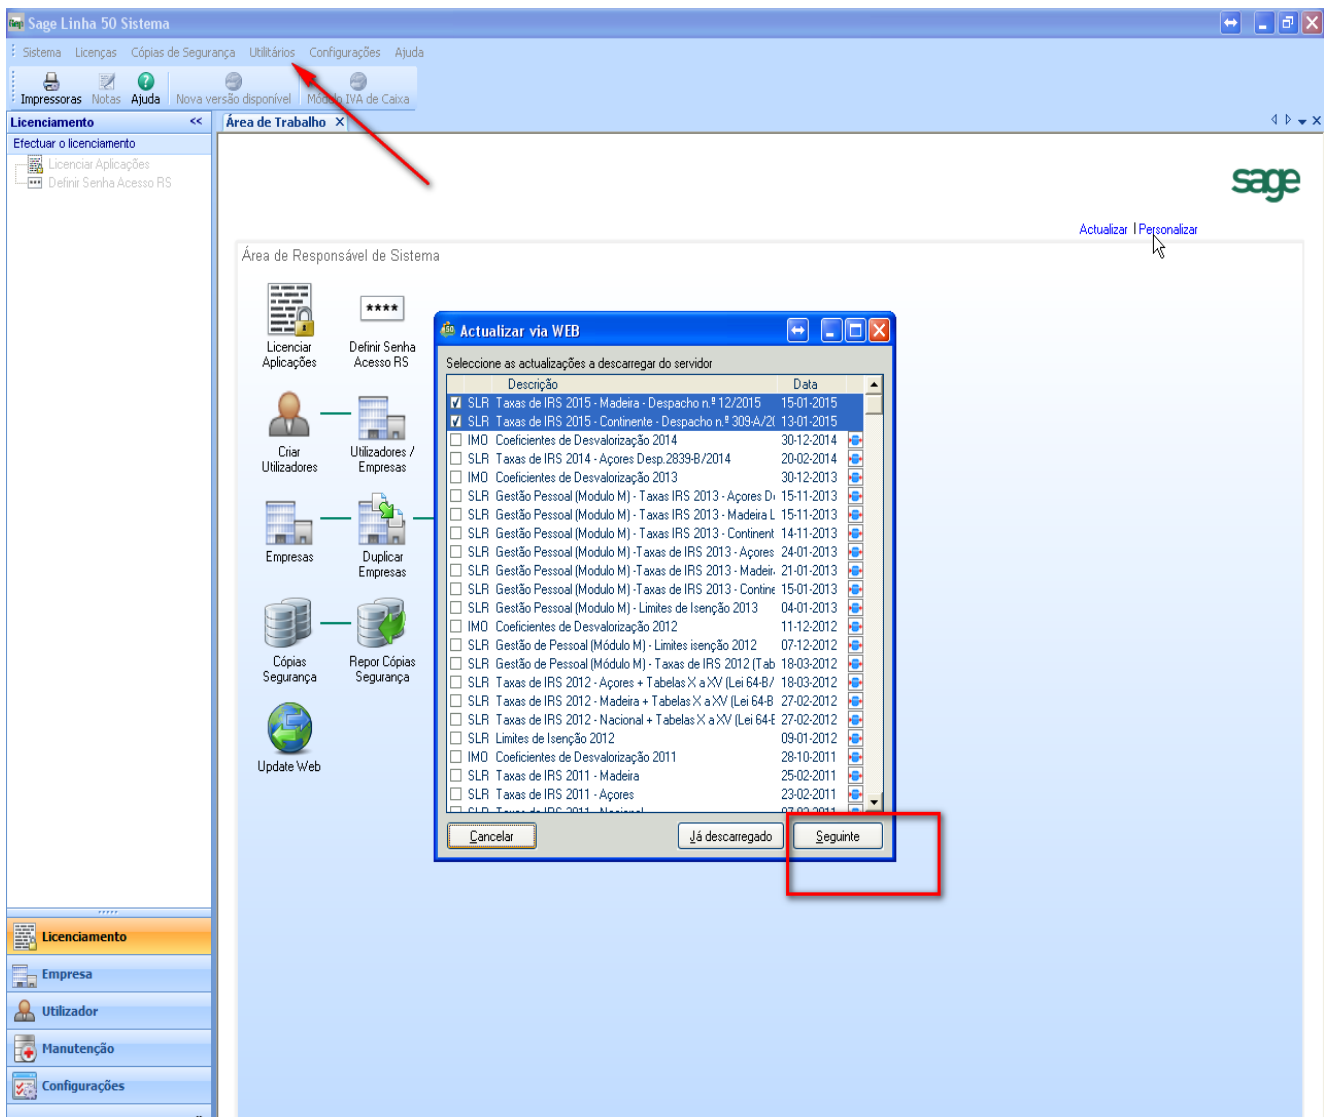 Sage Linha 50 Sistema
Sistema Licenças Cópias de Segurança Utilitários Configurações Ajuda
Impressoras Notas Ajuda Nova versão disponível Módulo IVA de Caixa
Licenciamento <<
Área de Trabalho X
Efectuar o licenciamento
Licenciar Aplicações
Definir Senha Acesso RS
sage
Actualizar | Personalizar
Área de Responsável de Sistema
****
Licenciar Aplicações
Definir Senha Acesso RS
Criar Utilizadores
Utilizadores / Empresas
Empresas
Duplicar Empresas
Cópias Segurança
Repor Cópias Segurança
Update Web
Actualizar via WEB
Seleccione as actualizações a descarregar do servidor
Descrição Data
SLR Taxas de IRS 2015 - Madeira - Despacho n.º 12/2015 15-01-2015
SLR Taxas de IRS 2015 - Continente - Despacho n.º 309-A/2( 13-01-2015
IMO Coeficientes de Desvalorização 2014 30-12-2014
SLR Taxas de IRS 2014 - Açores Desp.2839-B/2014 20-02-2014
IMO Coeficientes de Desvalorização 2013 30-12-2013
SLR Gestão Pessoal (Modulo M) - Taxas IRS 2013 - Açores D 15-11-2013
SLR Gestão Pessoal (Modulo M) - Taxas IRS 2013 - Madeira L 15-11-2013
SLR Gestão Pessoal (Modulo M) - Taxas IRS 2013 - Continent 14-11-2013
SLR Gestão Pessoal (Modulo M) -Taxas de IRS 2013 - Açores 24-01-2013
SLR Gestão Pessoal (Modulo M) -Taxas de IRS 2013 - Madeir 21-01-2013
SLR Gestão Pessoal (Modulo M) -Taxas de IRS 2013 - Contine 15-01-2013
SLR Gestão Pessoal (Modulo M) - Limites de Isenção 2013 04-01-2013
IMO Coeficientes de Desvalorização 2012 11-12-2012
SLR Gestão de Pessoal (Módulo M) - Limites isenção 2012 07-12-2012
SLR Gestão de Pessoal (Módulo M) - Taxas de IRS 2012 (Tab 18-03-2012
SLR Taxas de IRS 2012 - Açores + Tabelas X a XV (Lei 64-B/ 18-03-2012
SLR Taxas de IRS 2012 - Madeira + Tabelas X a XV (Lei 64-B 27-02-2012
SLR Taxas de IRS 2012 - Nacional + Tabelas X a XV (Lei 64-E 27-02-2012
SLR Limites de Isenção 2012 09-01-2012
IMO Coeficientes de Desvalorização 2011 28-10-2011
SLR Taxas de IRS 2011 - Madeira 25-02-2011
SLR Taxas de IRS 2011 - Açores 23-02-2011
SLR Taxas de IRS 2011 - Nacional
Cancelar Já descarregado Seguinte
Licenciamento
Empresa
Utilizador
Manutenção
Configurações